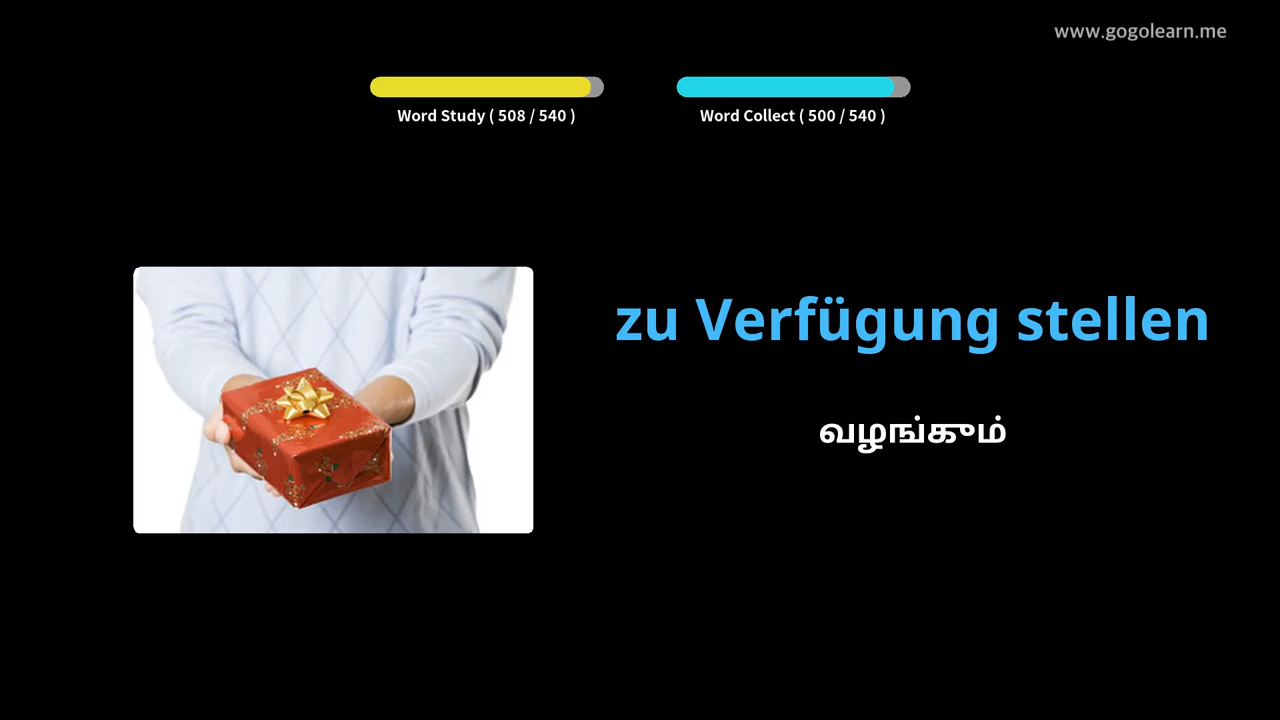 www.gogolearn.me
Word Study ( 508 / 540 )
Word Collect ( 500 / 540 )
zu Verfügung stellen
வழங்கும்